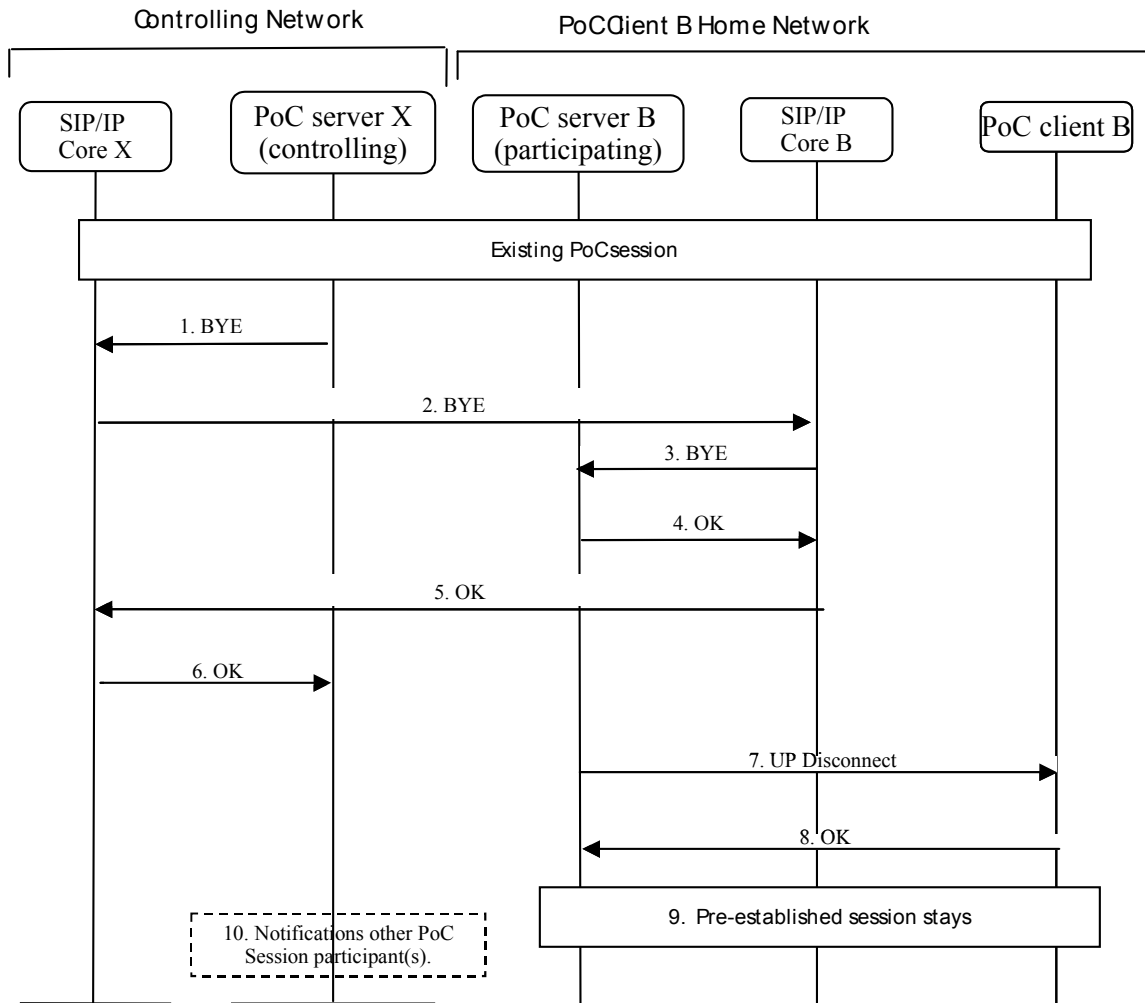 Controlling Network
PoCClient B Home Network
SIP/IP
Core X
PoC server X
(controlling)
PoC server B
(participating)
SIP/IP
Core B
PoC client B
Existing PoCsession
1. BYE
2. BYE
3. BYE
4. OK
5. OK
6. OK
7. UP Disconnect
8. OK
9. Pre-established session stays
10. Notifications other PoC
Session participant(s).